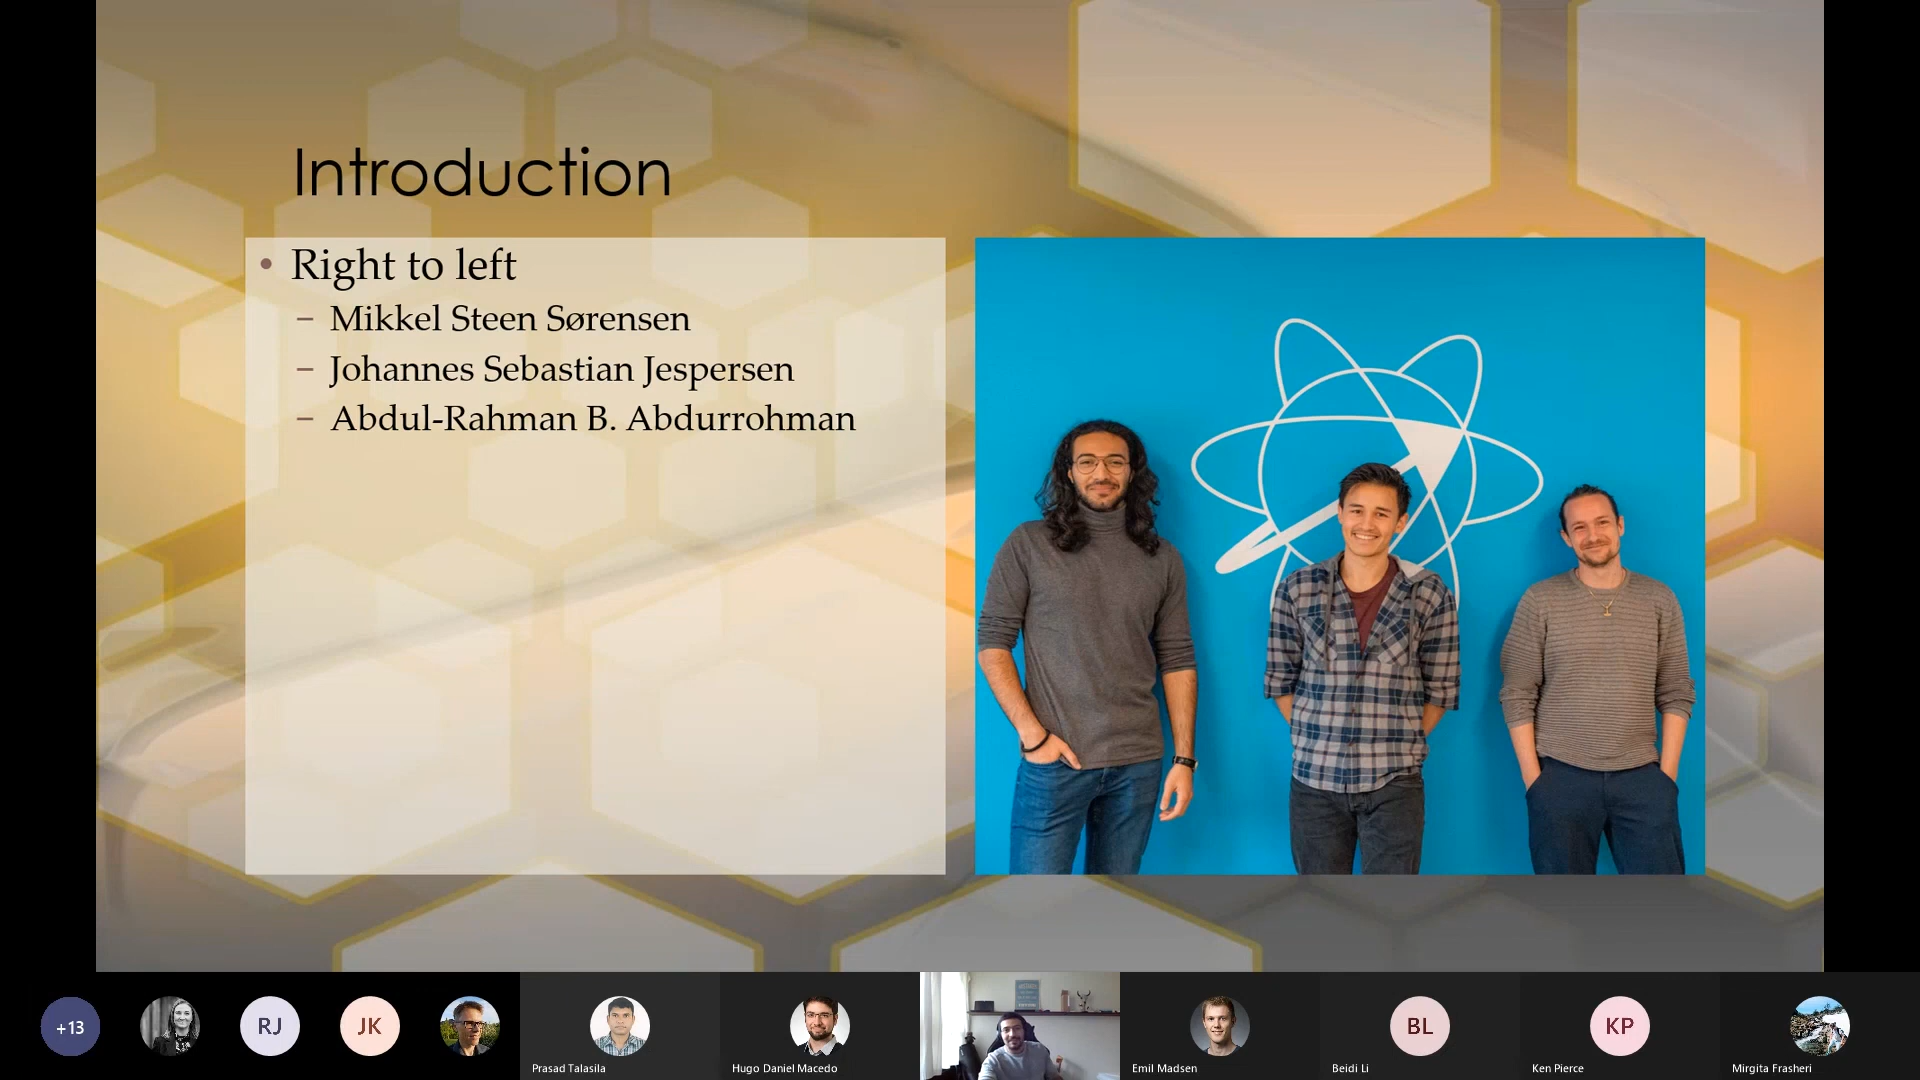 Introduction
• Right to left
– Mikkel Steen Sørensen
– Johannes Sebastian Jespersen
– Abdul-Rahman B. Abdurrohman
+13
RJ
JK
Prasad Talasila
Hugo Daniel Macedo
Emil Madsen
BL
Beidi Li
KP
Ken Pierce
Mirgita Frasheri